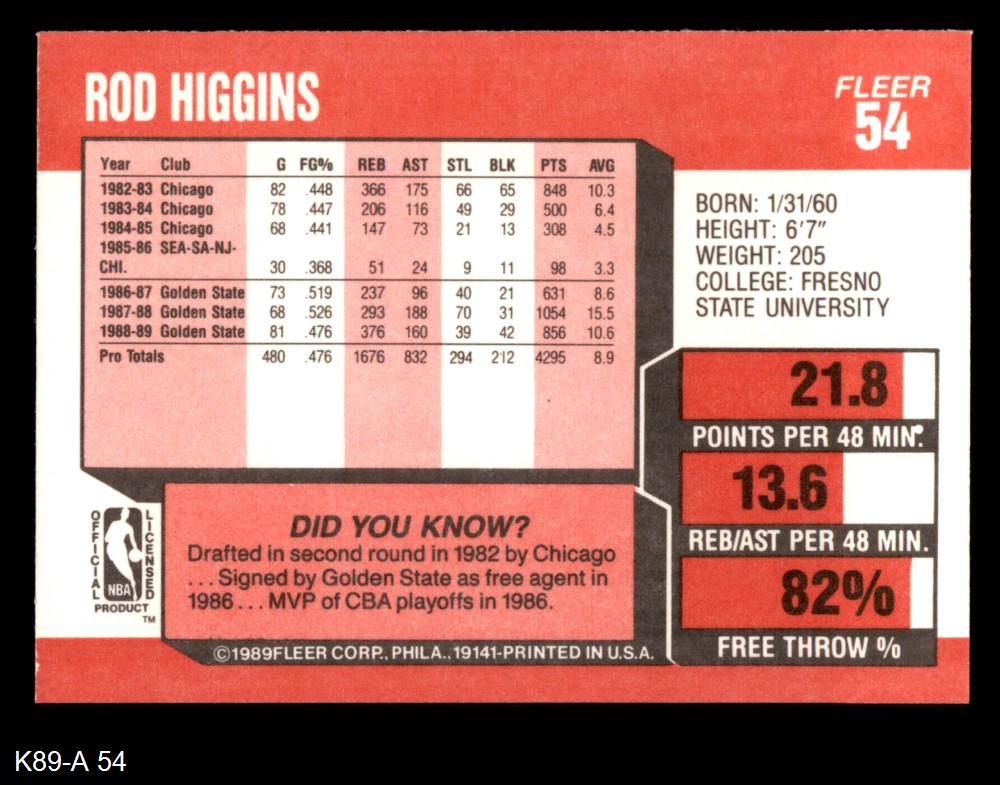 ROD HIGGINS
FLEER
54
Year Club G FG% REB AST STL BLK PTS AVG
1982-83 Chicago 82 .448 366 175 66 65 848 10.3
1983-84 Chicago 78 .447 206 116 49 29 500 6.4
1984-85 Chicago 68 .441 147 73 21 13 308 4.5
1985-86 SEA-SA-NJ-
CHI. 30 .368 51 24 9 11 98 3.3
1986-87 Golden State 73 .519 237 96 40 21 631 8.6
1987-88 Golden State 68 .526 293 188 70 31 1054 15.5
1988-89 Golden State 81 .476 376 160 39 42 856 10.6
Pro Totals 480 .476 1676 832 294 212 4295 8.9
BORN: 1/31/60
HEIGHT: 6'7"
WEIGHT: 205
COLLEGE: FRESNO
STATE UNIVERSITY
21.8
POINTS PER 48 MIN.
13.6
REB/AST PER 48 MIN.
82%
FREE THROW %
OFFICIAL
LICENSED
NBA
PRODUCT
TM
DID YOU KNOW?
Drafted in second round in 1982 by Chicago
...Signed by Golden State as free agent in
1986...MVP of CBA playoffs in 1986.
©1989FLEER CORP., PHILA., 19141-PRINTED IN U.S.A.
K89-A 54